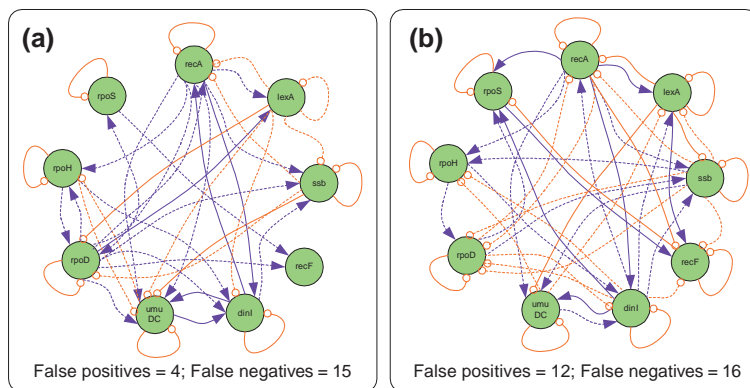 (a)
recA
lexA
rpoS
rpoH
ssb
rpoD
recF
umu
DC
dinI
False positives = 4; False negatives = 15
(b)
recA
lexA
rpoS
rpoH
ssb
rpoD
recF
umu
DC
dinI
False positives = 12; False negatives = 16